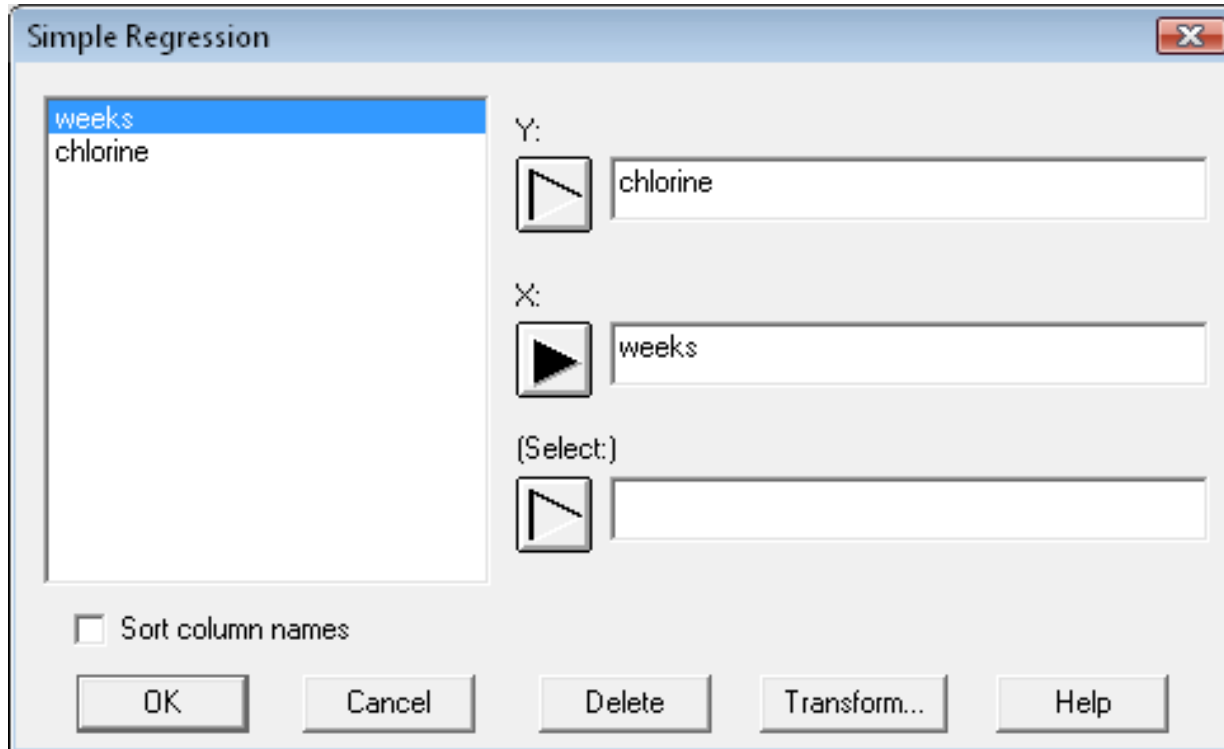 Simple Regression
weeks
chlorine
Y:
chlorine
X:
weeks
(Select:)
Sort column names
OK
Cancel
Delete
Transform...
Help